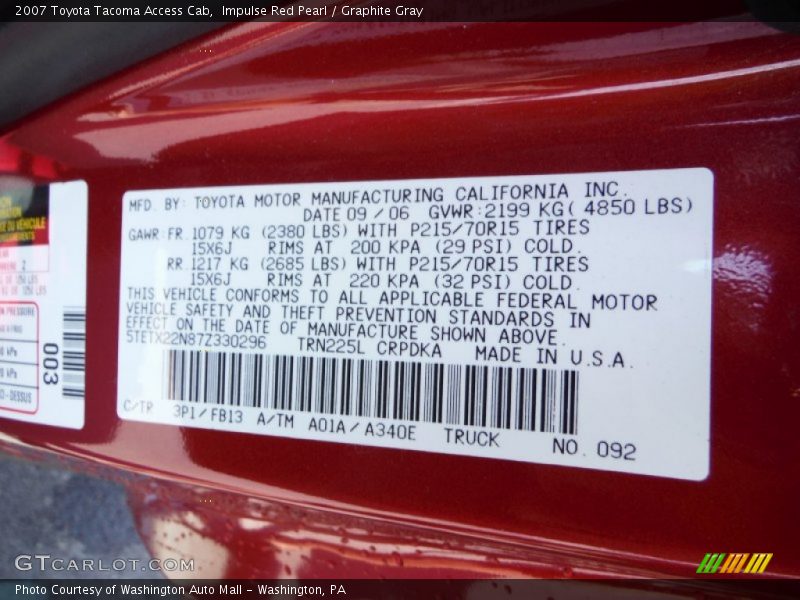 2007 Toyota Tacoma Access Cab,  Impulse Red Pearl / Graphite Gray
MFD. BY: TOYOTA MOTOR MANUFACTURING CALIFORNIA INC.
DATE 09 / 06 GVWR: 2199 KG( 4850 LBS)
GAWR: FR. 1079 KG (2380 LBS) WITH P215/70R15 TIRES
15X6J RIMS AT 200 KPA (29 PSI) COLD.
RR. 1217 KG (2685 LBS) WITH P215/70R15 TIRES
15X6J RIMS AT 220 KPA (32 PSI) COLD.
THIS VEHICLE CONFORMS TO ALL APPLICABLE FEDERAL MOTOR
VEHICLE SAFETY AND THEFT PREVENTION STANDARDS IN
EFFECT ON THE DATE OF MANUFACTURE SHOWN ABOVE.
5TETX22N87Z330296 TRN225L CRPDKA MADE IN U.S.A.
C/TR 3P1/FB13 A/TM A01A/A340E TRUCK NO. 092
003
GTCARLOT.COM
Photo Courtesy of Washington Auto Mall - Washington, PA